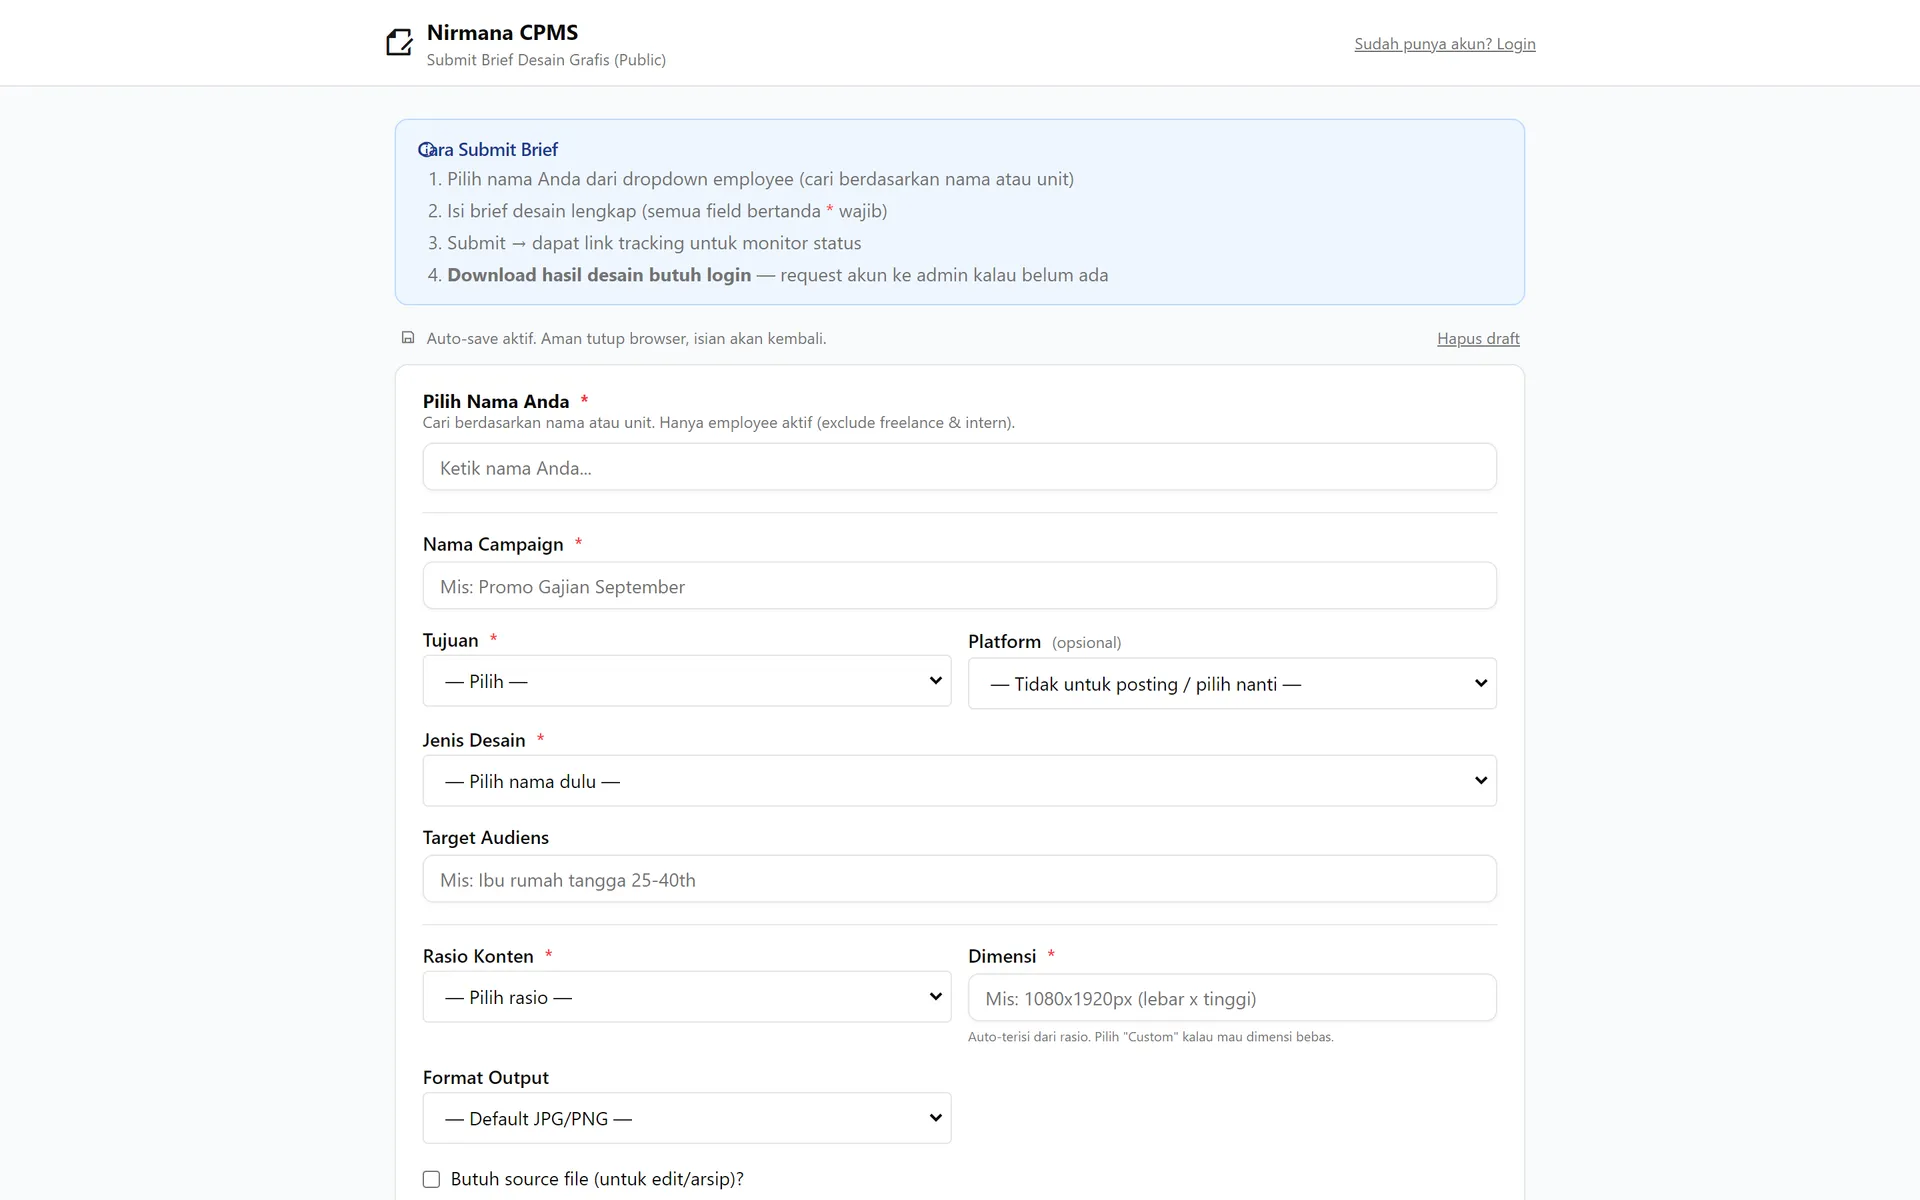 Nirmana CPMS
Submit Brief Desain Grafis (Public)
Sudah punya akun? Login
Cara Submit Brief
1. Pilih nama Anda dari dropdown employee (cari berdasarkan nama atau unit)
2. Isi brief desain lengkap (semua field bertanda * wajib)
3. Submit → dapat link tracking untuk monitor status
4. Download hasil desain butuh login — request akun ke admin kalau belum ada
Auto-save aktif. Aman tutup browser, isian akan kembali.
Hapus draft
Pilih Nama Anda *
Cari berdasarkan nama atau unit. Hanya employee aktif (exclude freelance & intern).
Ketik nama Anda...
Nama Campaign *
Mis: Promo Gajian September
Tujuan *
— Pilih —
Platform (opsional)
— Tidak untuk posting / pilih nanti —
Jenis Desain *
— Pilih nama dulu —
Target Audiens
Mis: Ibu rumah tangga 25-40th
Rasio Konten *
— Pilih rasio —
Dimensi *
Mis: 1080x1920px (lebar x tinggi)
Auto-terisi dari rasio. Pilih "Custom" kalau mau dimensi bebas.
Format Output
— Default JPG/PNG —
Butuh source file (untuk edit/arsip)?